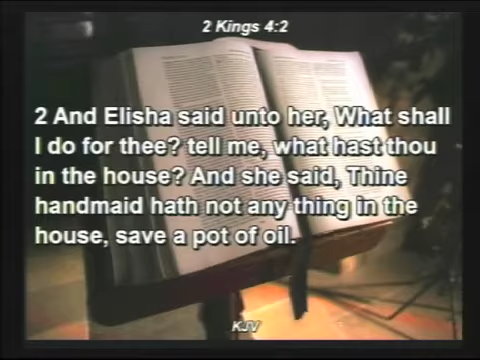 2 Kings 4:2
2 And Elisha said unto her, What shall
I do for thee? tell me, what hast thou
in the house? And she said, Thine
handmaid hath not any thing in the
house, save a pot of oil.
KJV